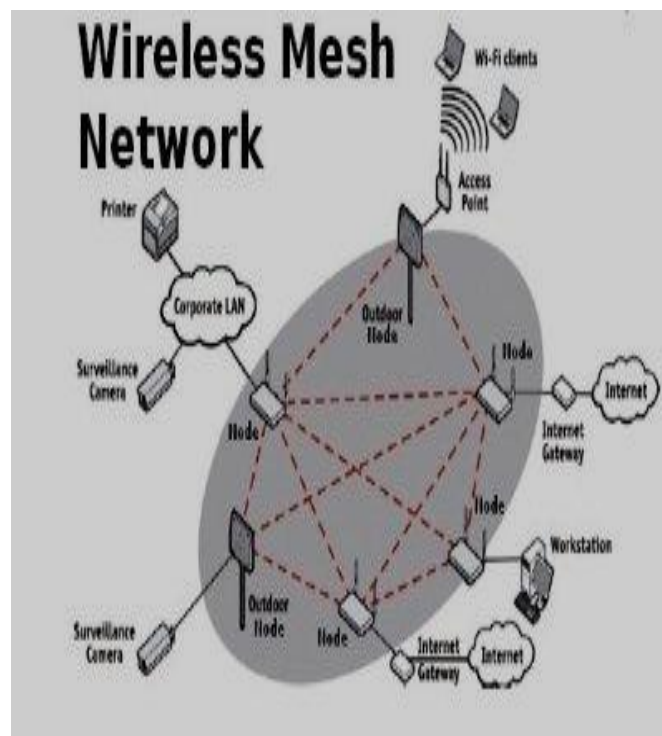 Wireless Mesh
Network
Wi-Fi clients
Access
Point
Printer
Corporate LAN
Outdoor
Node
Surveillance
Camera
Node
Node
Internet
Internet
Gateway
Node
Workstation
Outdoor
Node
Node
Surveillance
Camera
Internet
Gateway
Internet